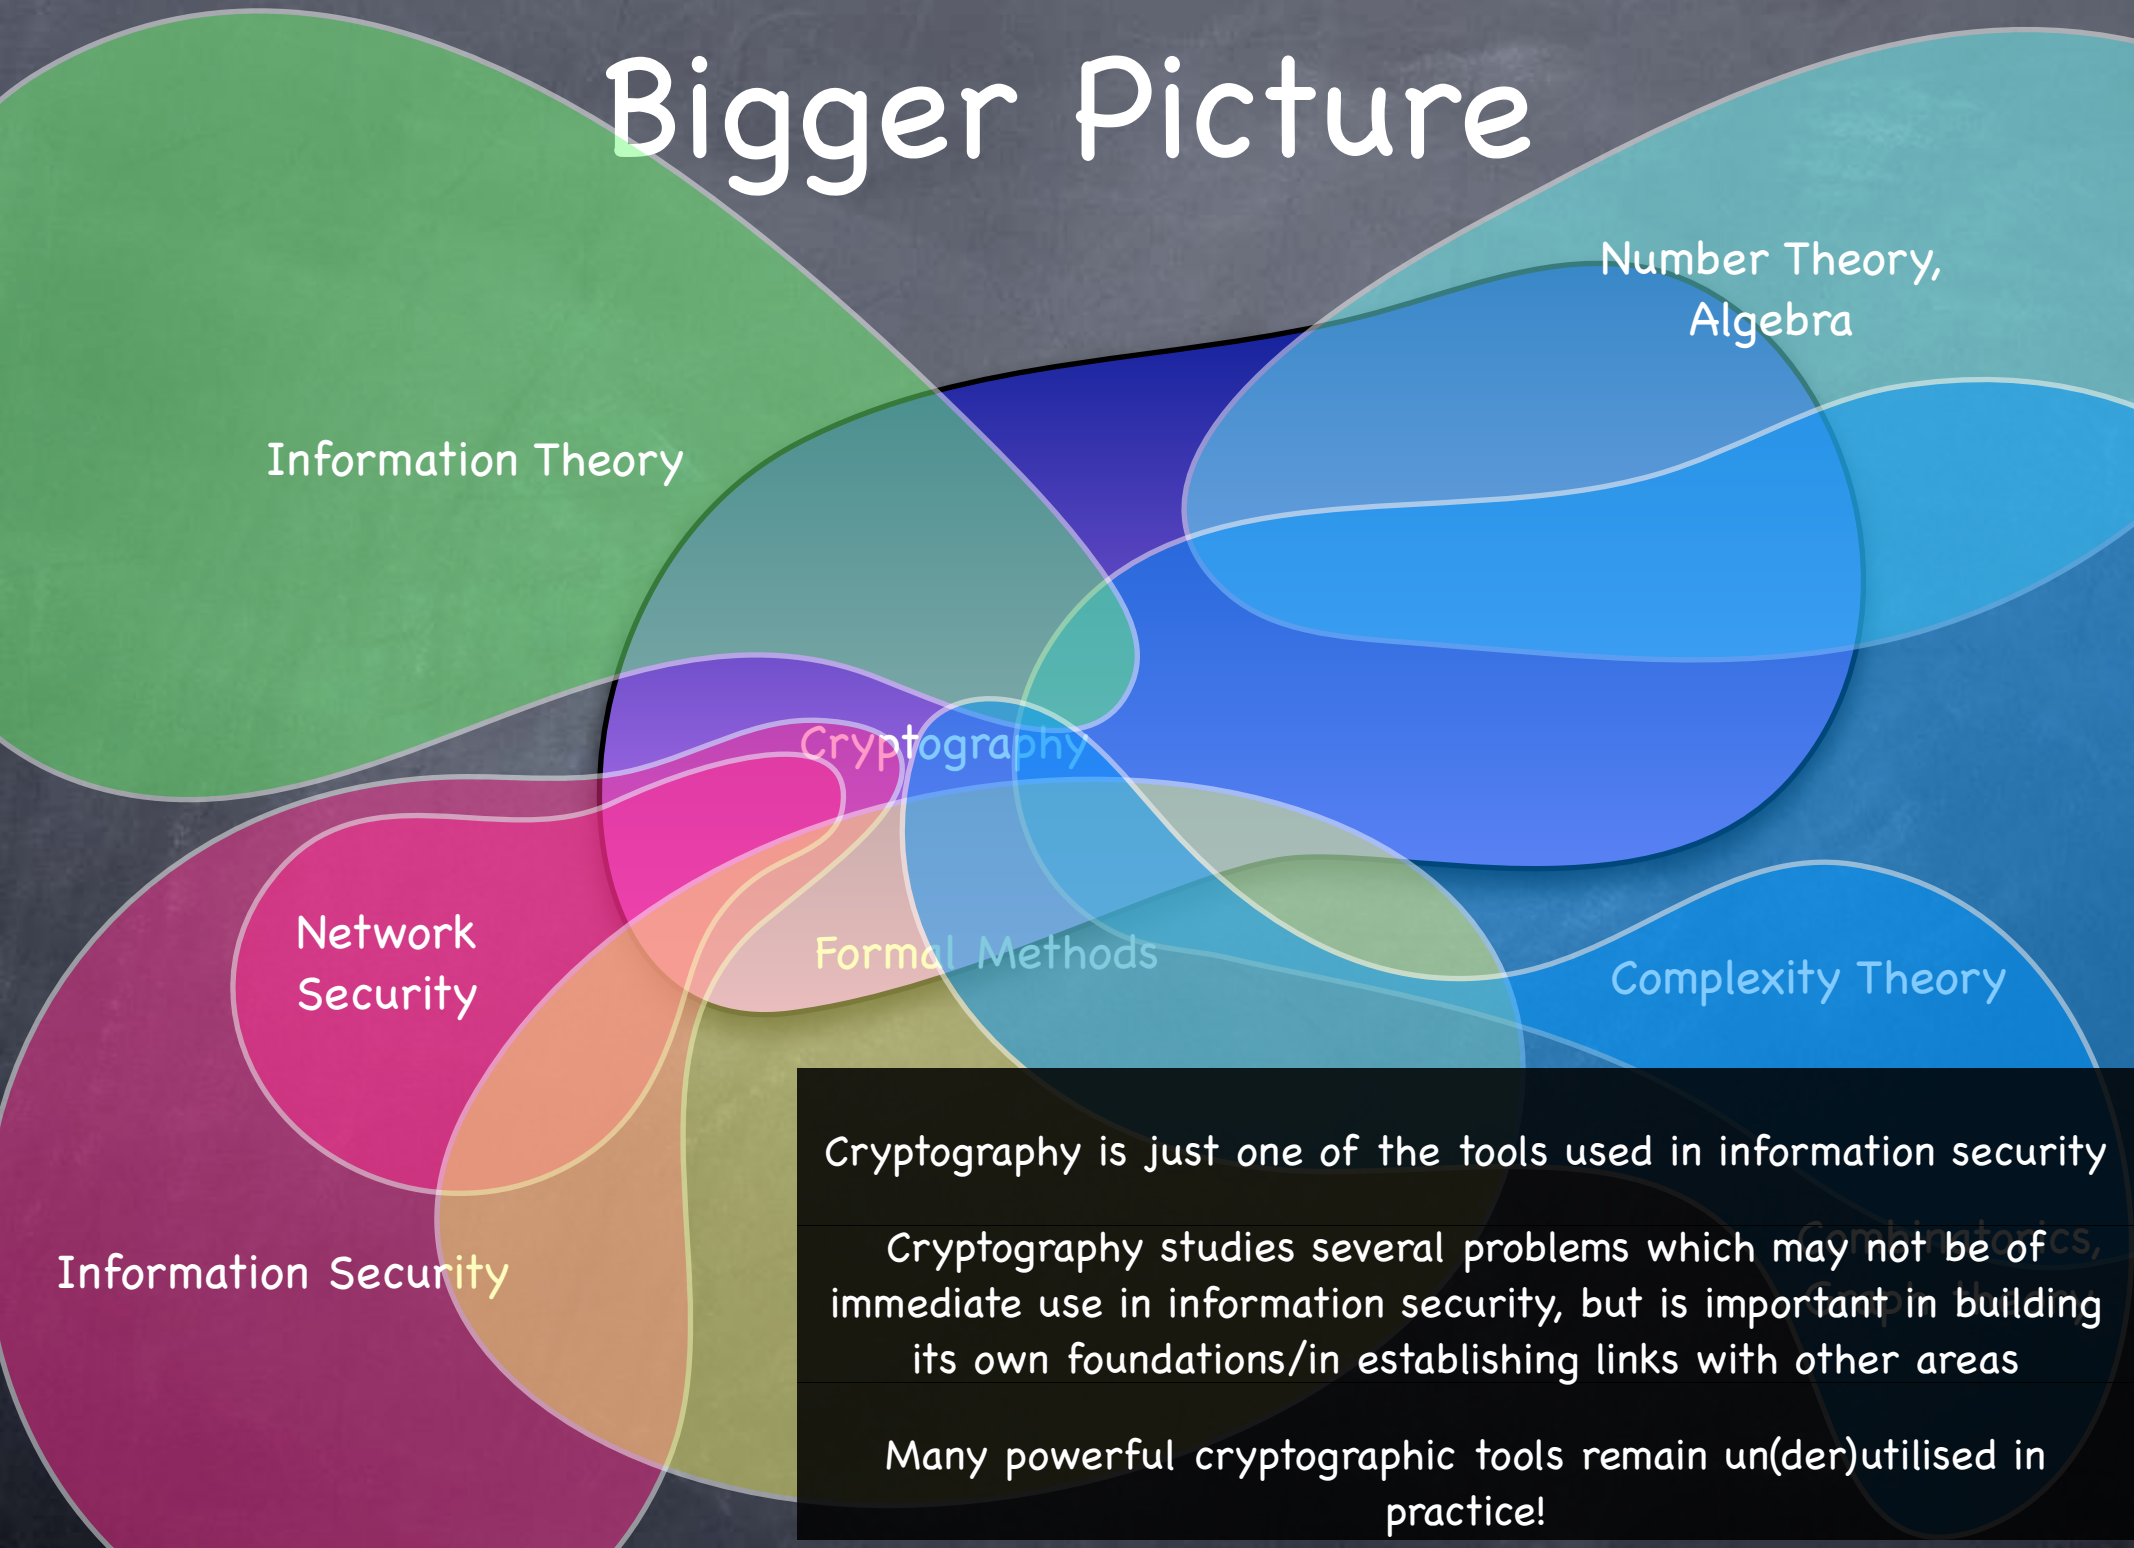 Bigger Picture
Number Theory,
Algebra
Information Theory
Cryptography
Network
Security
Formal Methods
Complexity Theory
Information Security
Combinatorics,
Graph theory
Cryptography is just one of the tools used in information security
Cryptography studies several problems which may not be of
immediate use in information security, but is important in building
its own foundations/in establishing links with other areas
Many powerful cryptographic tools remain un(der)utilised in
practice!